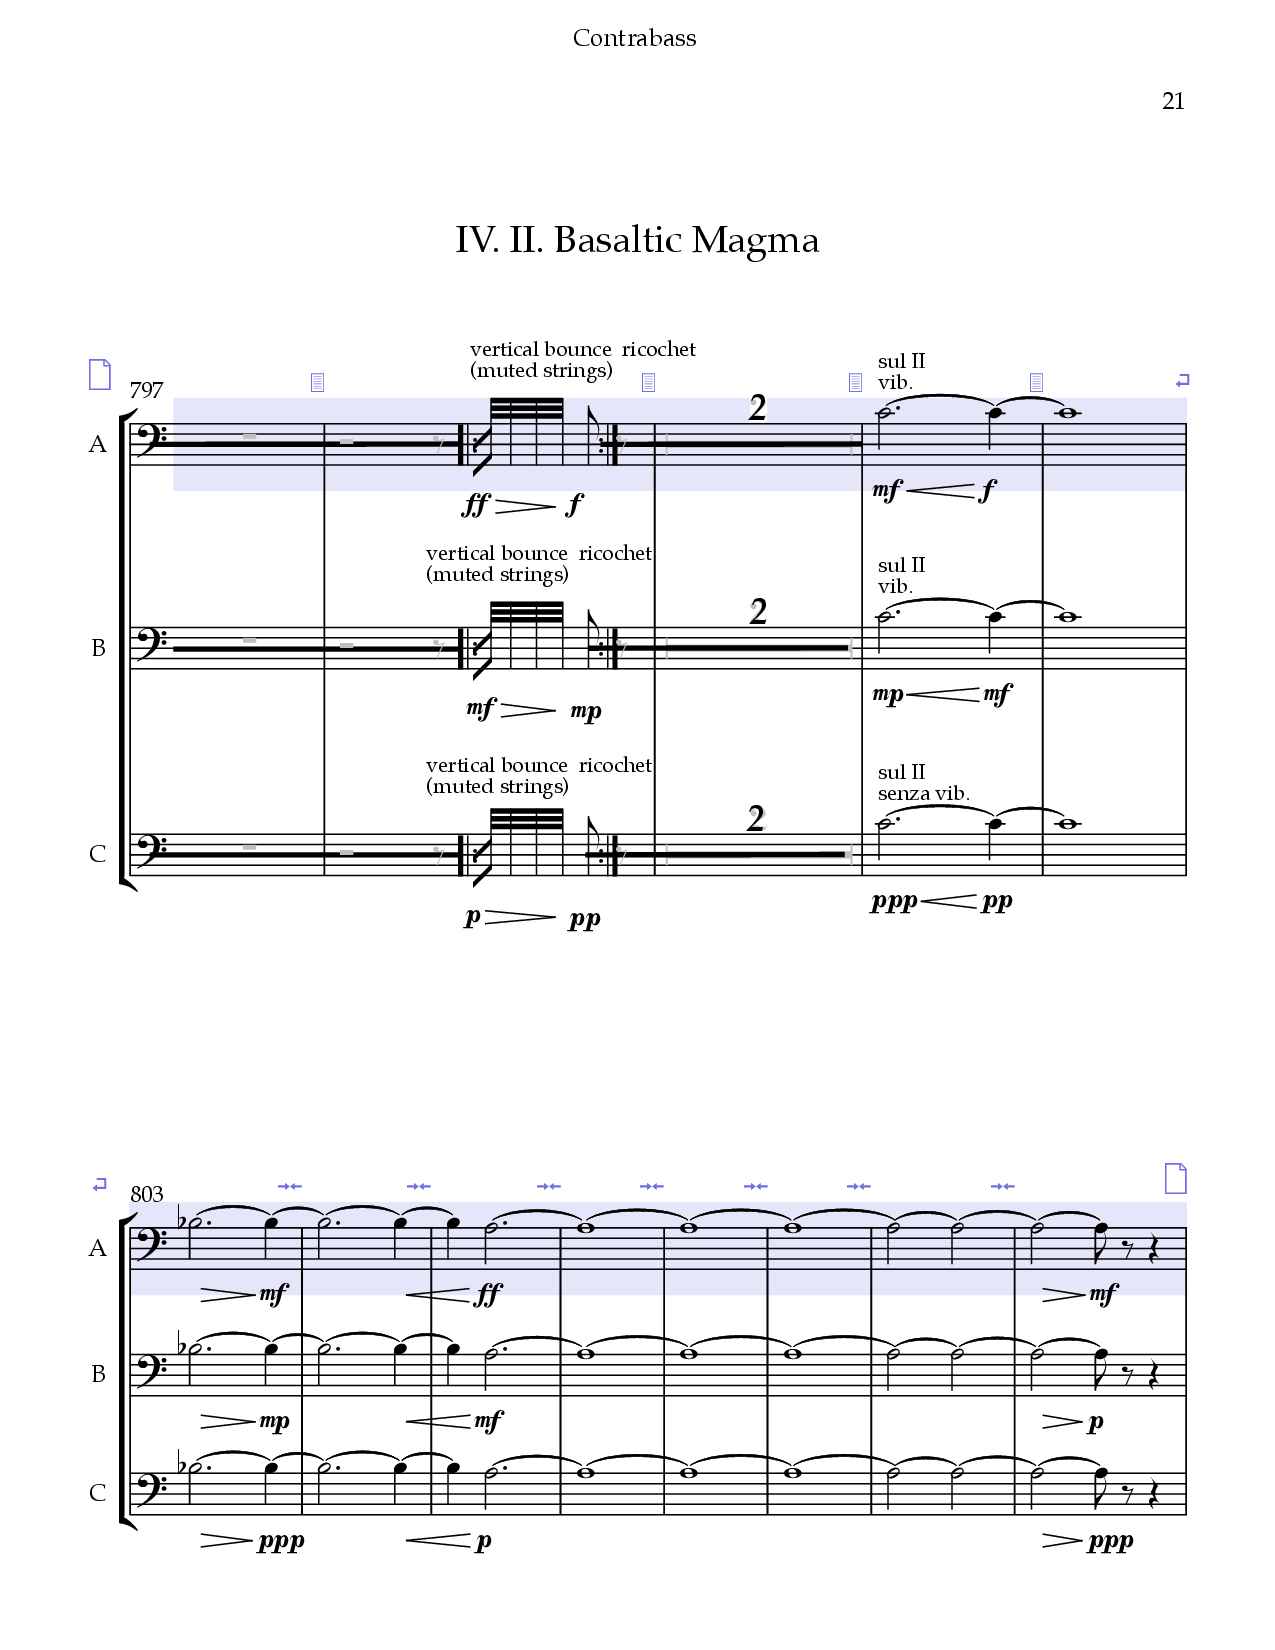 Contrabass
21
IV. II. Basaltic Magma
797
vertical bounce ricochet
(muted strings)
2
sul II
vib.
A
ff f
mf f
vertical bounce ricochet
(muted strings)
2
sul II
vib.
B
mf mp
mp mf
vertical bounce ricochet
(muted strings)
2
sul II
senza vib.
C
p pp
ppp pp
803
A
mf ff mf
B
mp mf p
C
ppp p ppp